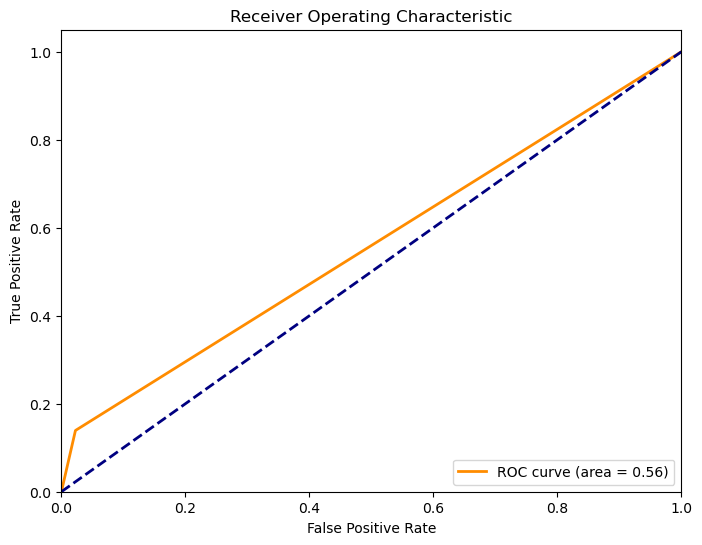 Receiver Operating Characteristic
True Positive Rate
1.0
0.8
0.6
0.4
0.2
0.0
ROC curve (area = 0.56)
0.0 0.2 0.4 0.6 0.8 1.0
False Positive Rate